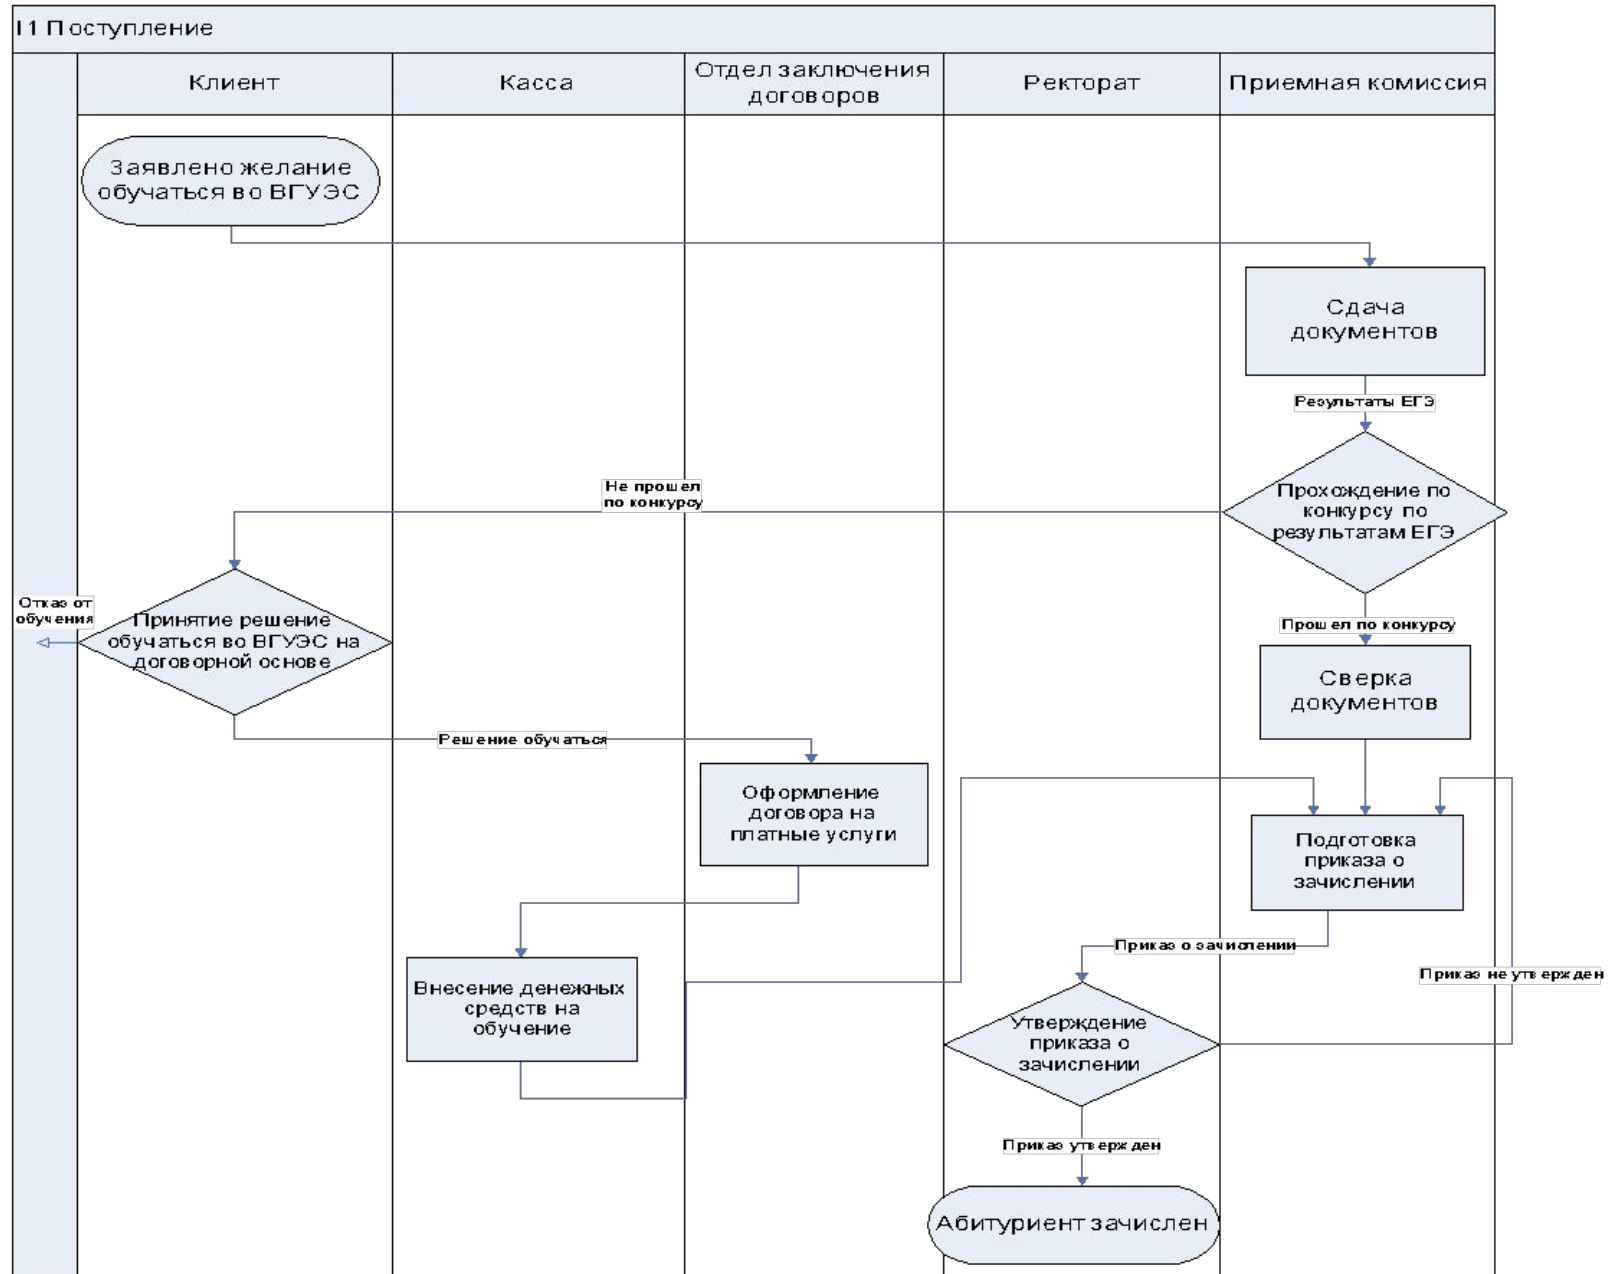 I1 Поступление
Клиент
Касса
Отдел заключения
договоров
Ректорат
Приемная комиссия
Заявлено желание
обучаться во ВГУЭС
Сдача
документов
Результаты ЕГЭ
Не прошел
по конкурсу
Прохождение по
конкурсу по
результатам ЕГЭ
Отказ от
обучения
Принятие решение
обучаться во ВГУЭС на
договорной основе
Прошел по конкурсу
Сверка
документов
Решение обучаться
Оформление
договора на
платные услуги
Подготовка
приказа о
зачислении
Приказ о зачислении
Приказ не утвержден
Внесение денежных
средств на
обучение
Утверждение
приказа о
зачислении
Приказ утвержден
Абитуриент зачислен